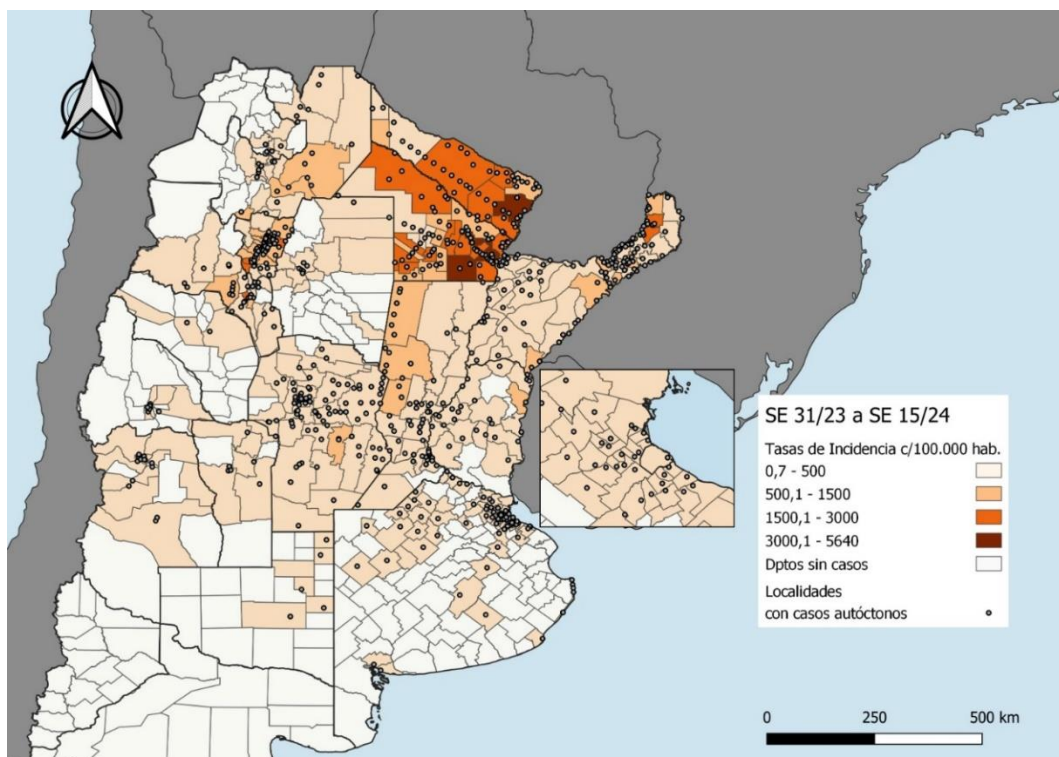 SE 31/23 a SE 15/24
Tasas de Incidencia c/100.000 hab.
0,7 - 500
500,1 - 1500
1500,1 - 3000
3000,1 - 5640
Dptos sin casos
Localidades
con casos autóctonos
0 250 500 km